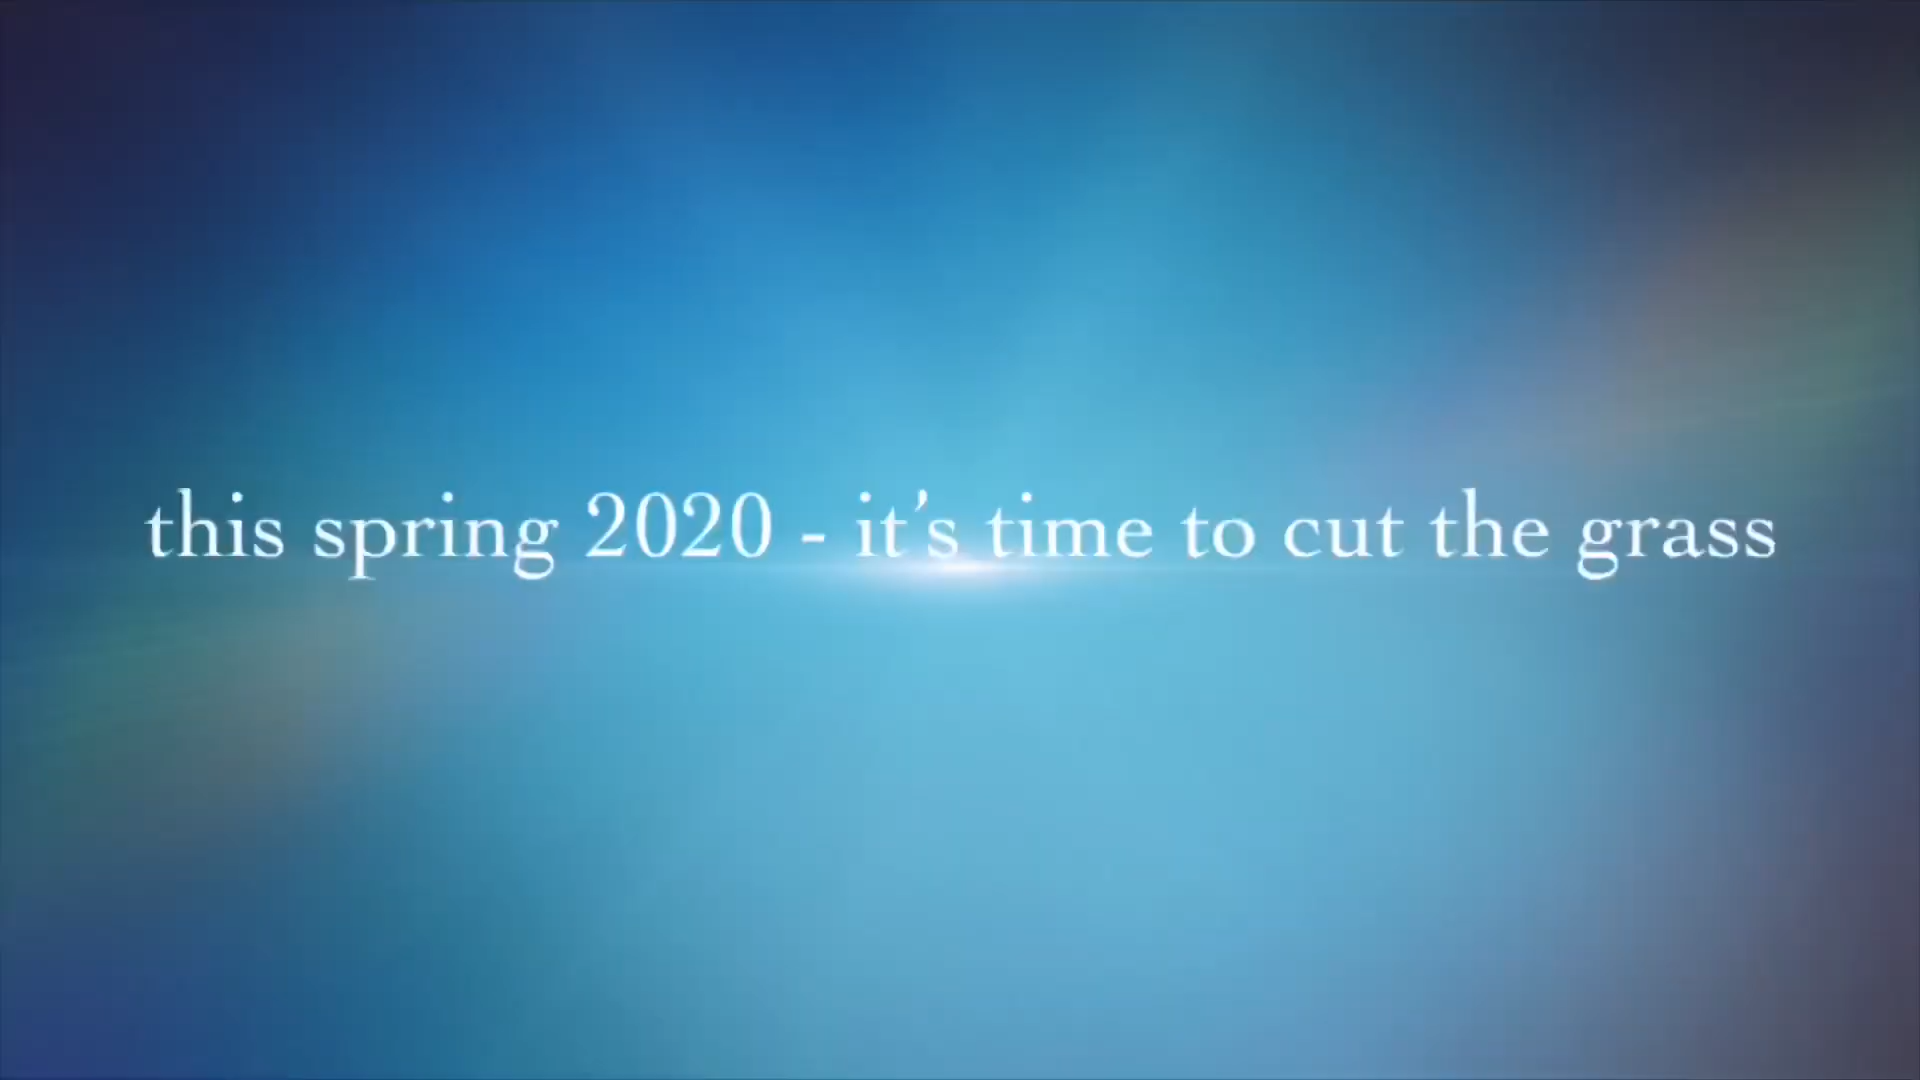 this spring 2020 - it’s time to cut the grass